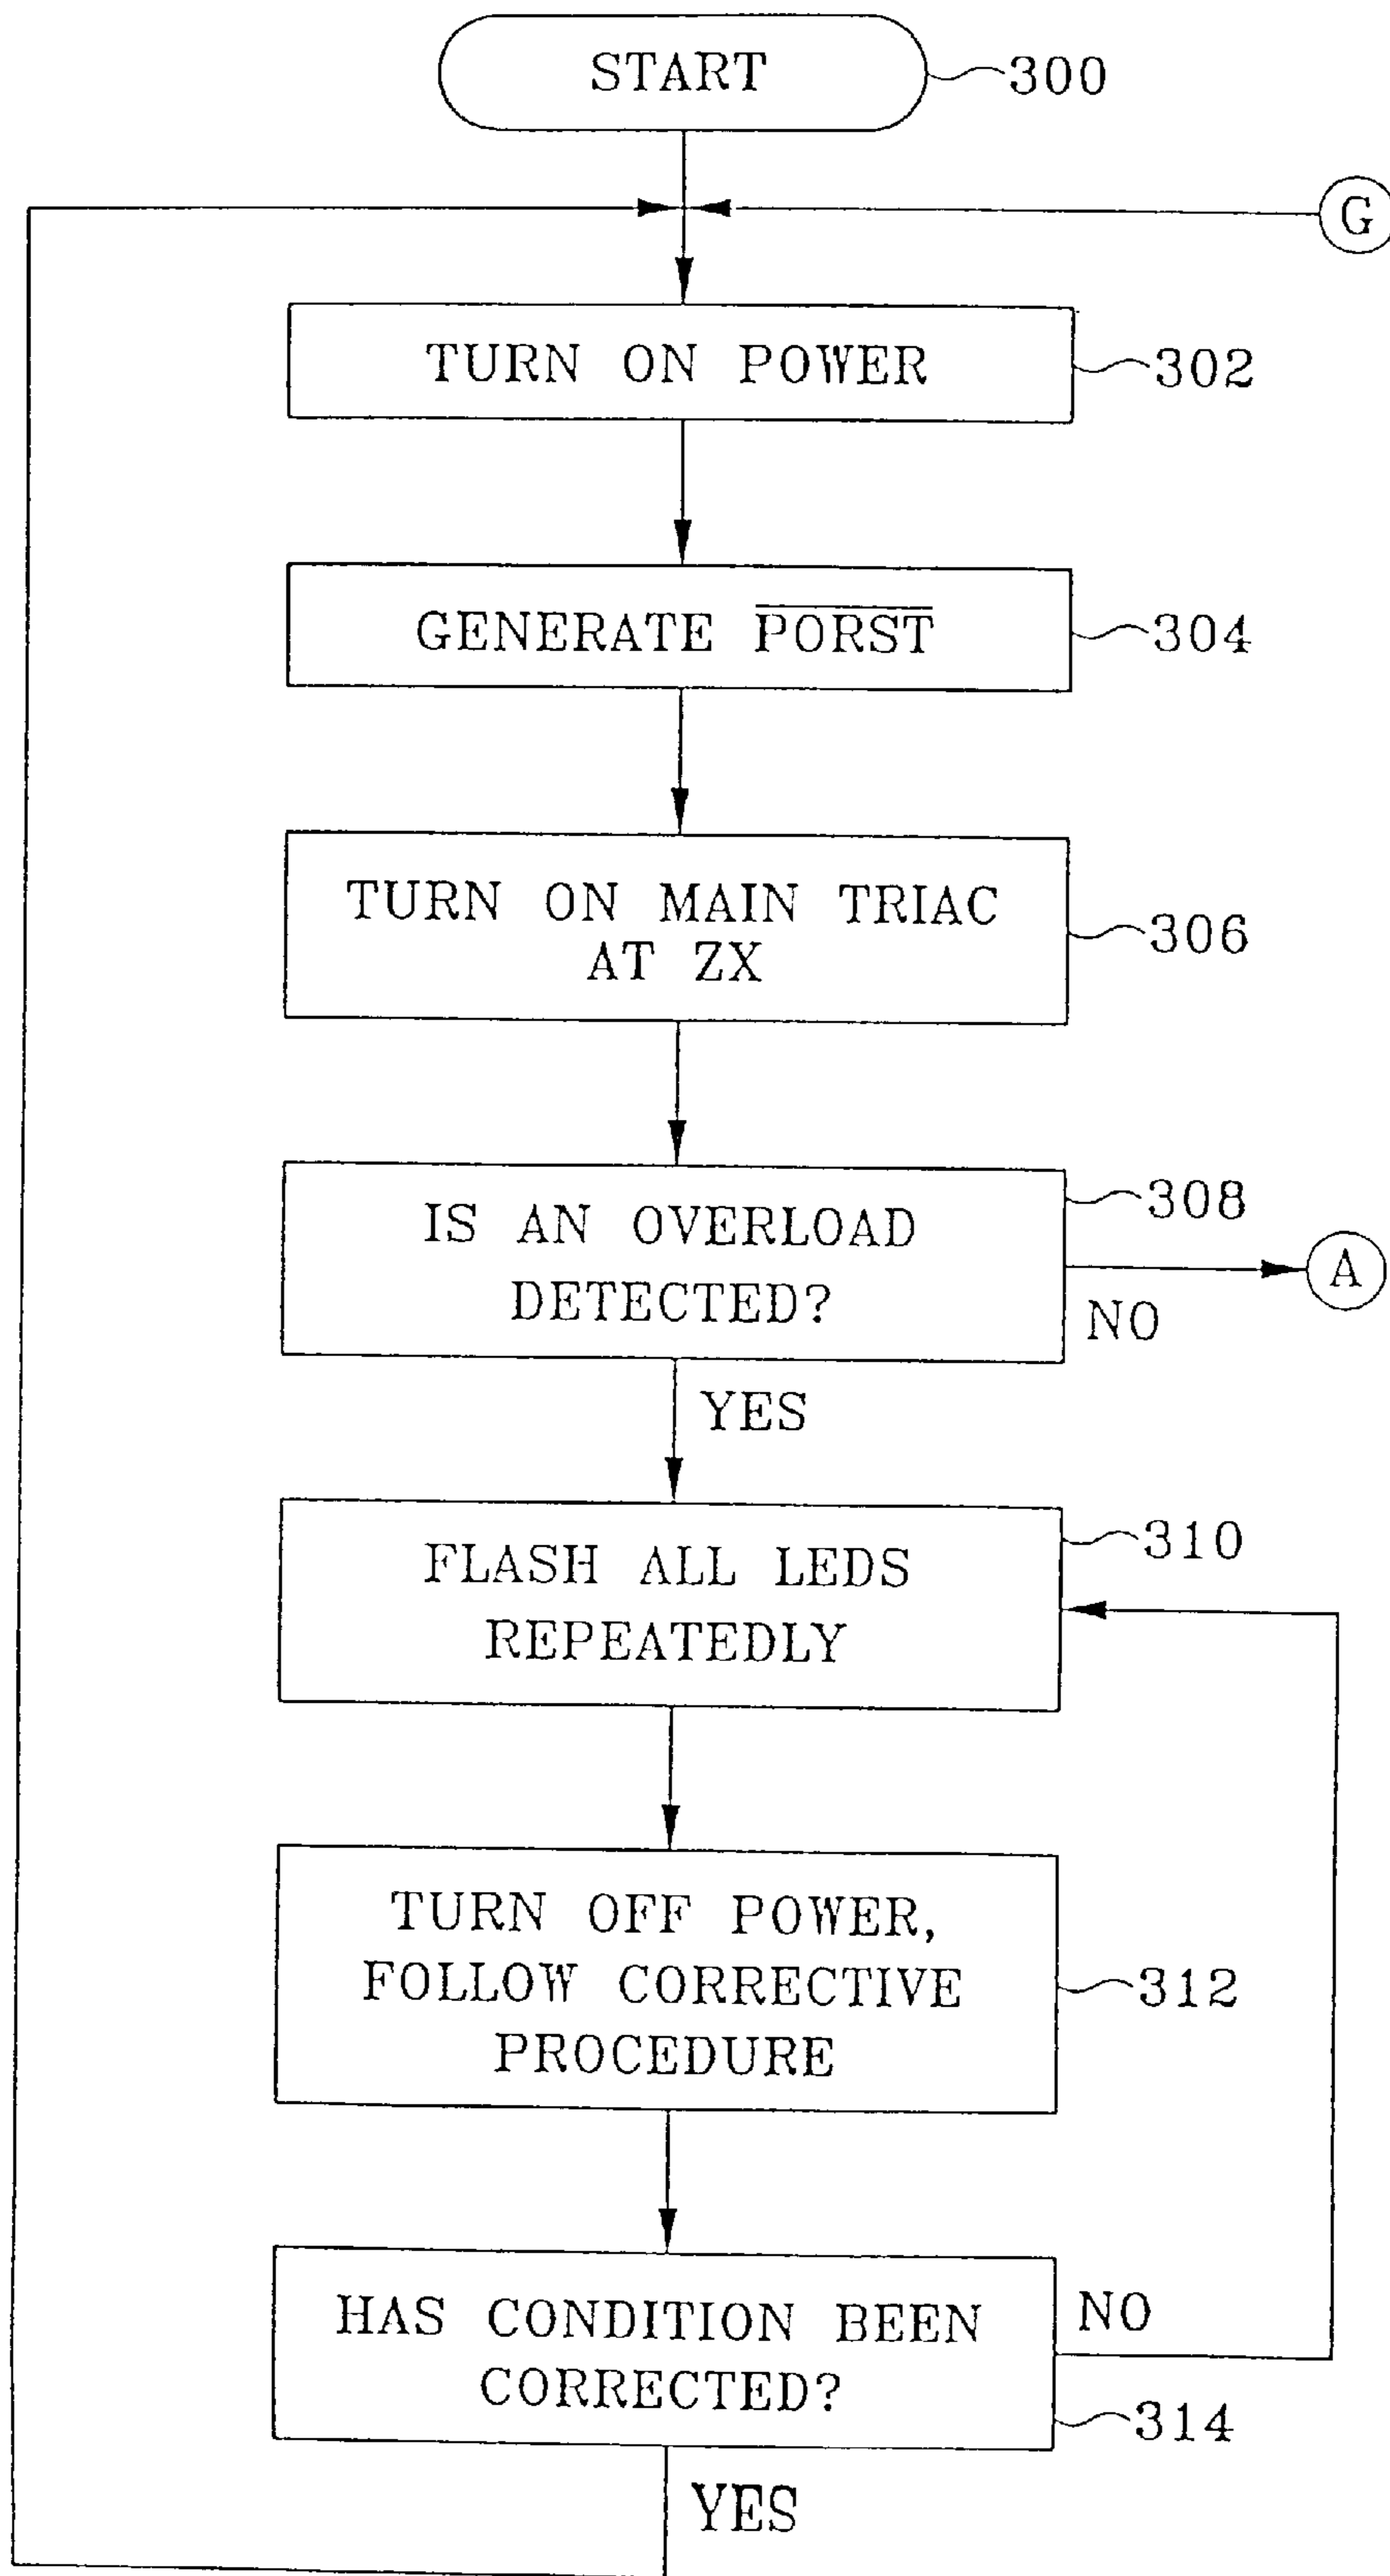 START
300
G
TURN ON POWER
302
GENERATE P̅O̅R̅S̅T̅
304
TURN ON MAIN TRIAC
AT ZX
306
IS AN OVERLOAD
DETECTED?
308
A
NO
YES
FLASH ALL LEDS
REPEATEDLY
310
TURN OFF POWER,
FOLLOW CORRECTIVE
PROCEDURE
312
HAS CONDITION BEEN
CORRECTED?
NO
314
YES